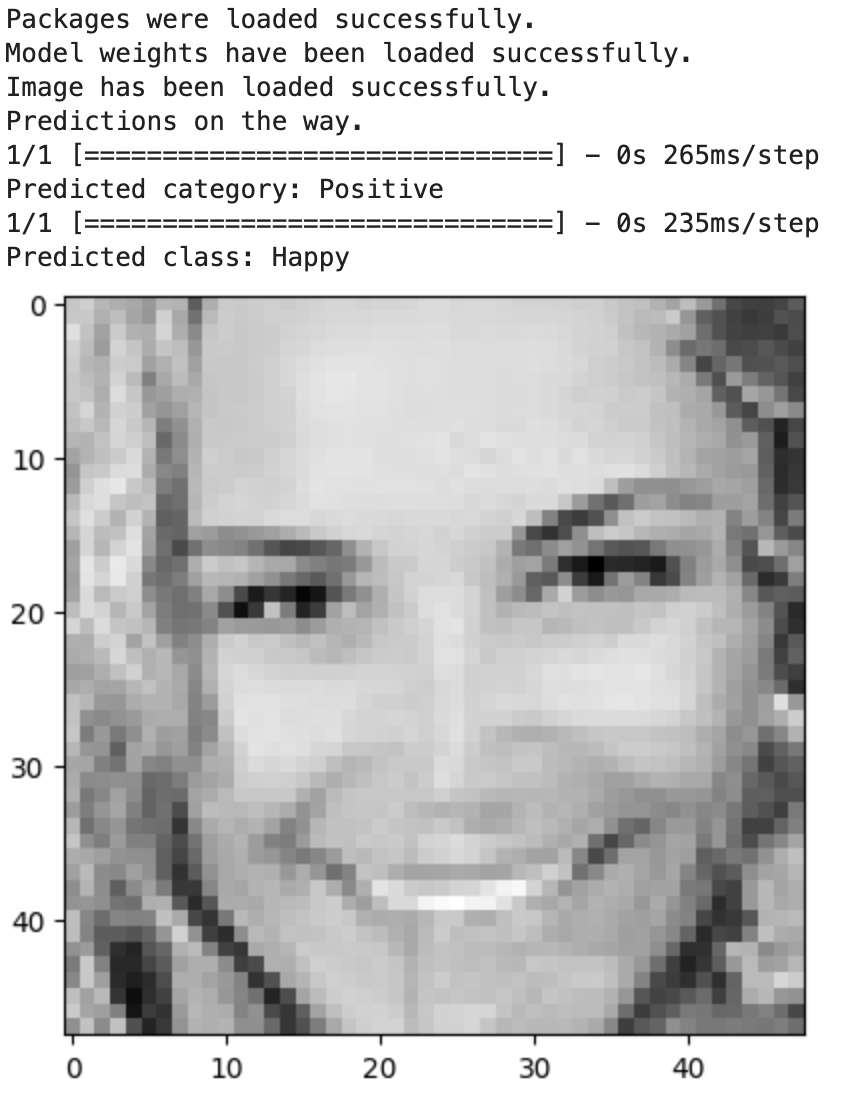 Packages were loaded successfully.
Model weights have been loaded successfully.
Image has been loaded successfully.
Predictions on the way.
1/1 [==============================] - 0s 265ms/step
Predicted category: Positive
1/1 [==============================] - 0s 235ms/step
Predicted class: Happy
0
10
20
30
40
0 10 20 30 40